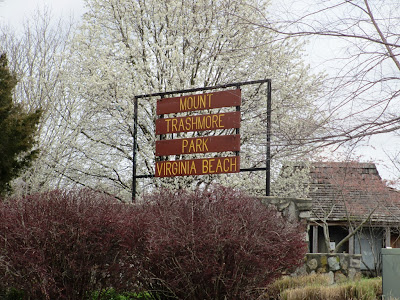 MOUNT
TRASHMORE
PARK
VIRGINIA BEACH